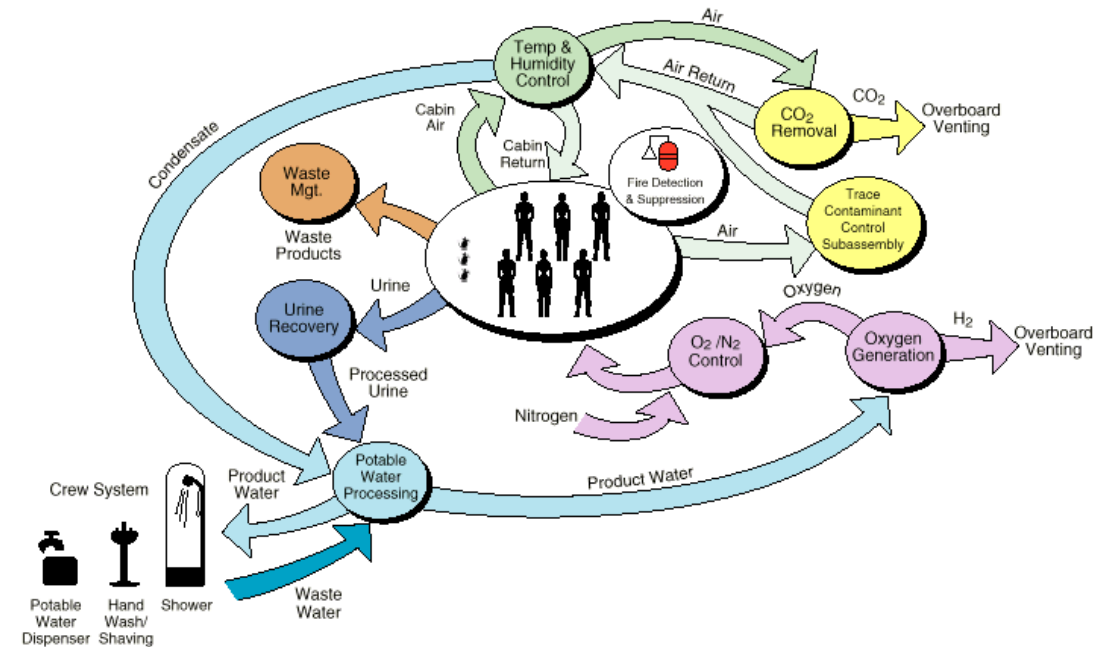 Air
Temp &
Humidity
Control
Air Return
CO2
CO2
Removal
Overboard
Venting
Cabin
Air
Cabin
Return
Condensate
Waste
Mgt.
Waste
Products
Fire Detection
& Suppression
Trace
Contaminant
Control
Subassembly
Air
Urine
Urine
Recovery
Oxygen
O2 /N2
Control
Oxygen
Generation
H2
Overboard
Venting
Processed
Urine
Nitrogen
Potable
Water
Processing
Product Water
Product
Water
Crew System
Waste
Water
Potable
Water
Dispenser
Hand
Wash/
Shaving
Shower